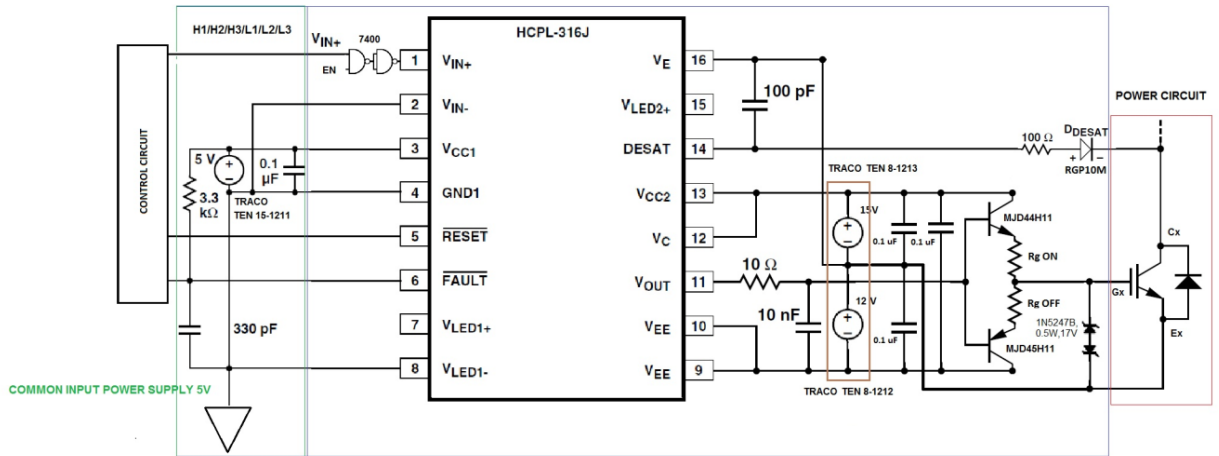 H1/H2/H3/L1/L2/L3
VIN+
7400
EN
HCPL-316J
CONTROL CIRCUIT
1
VIN+
2
VIN-
3
VCC1
4
GND1
5
RESET
6
FAULT
7
VLED1+
8
VLED1-
5 V
+
−
0.1
µF
3.3
kΩ
TRACO
TEN 15-1211
330 pF
COMMON INPUT POWER SUPPLY 5V
VE
16
VLED2+
15
DESAT
14
VCC2
13
VC
12
VOUT
11
VEE
10
VEE
9
100 pF
100 Ω
DDESAT
+
−
RGP10M
POWER CIRCUIT
TRACO TEN 8-1213
15V
+
−
0.1 uF
0.1 uF
MJD44H11
Rg ON
10 Ω
10 nF
12 V
+
−
0.1 uF
Rg OFF
MJD45H11
1N5247B,
0.5W,17V
Cx
Gx
Ex
TRACO TEN 8-1212